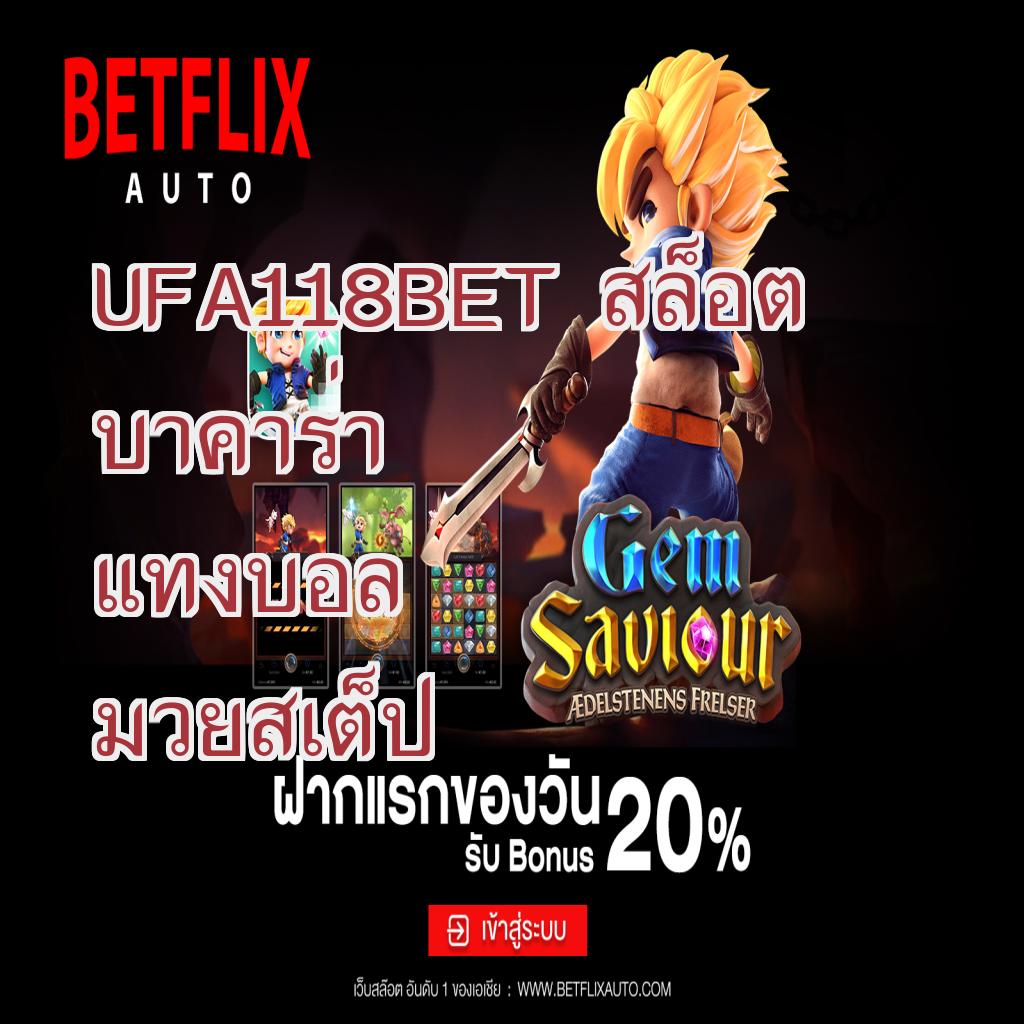 BETFLIX
AUTO
UFA118BET สล็อต
บาคาร่า
แทงบอล
มวยสเต็ป
Gem
Saviour
ÆDELSTENENS FRELSER
ฝากแรกของวัน 20%
รับ Bonus
เข้าสู่ระบบ
เว็บสล๊อต อันดับ 1 ของเอเชีย : WWW.BETFLIXAUTO.COM